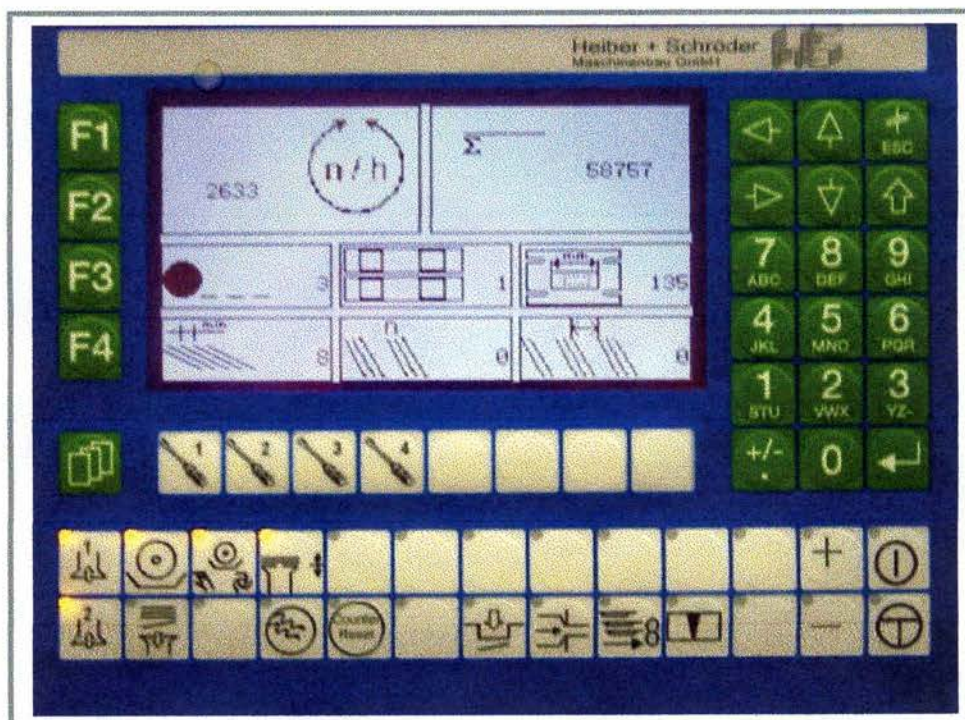 Heiber + Schröder
Maschinenbau GmbH
F1
F2
F3
F4
n / h
2633
Σ
58757
3
1
135
8
n
0
0
ESC
7
ABC
8
DEF
9
GHI
4
JKL
5
MNO
6
PQR
1
STU
2
VWX
3
YZ-
+/-
.
0
1
2
3
4
1
+
2
Counter
Reset
8
—